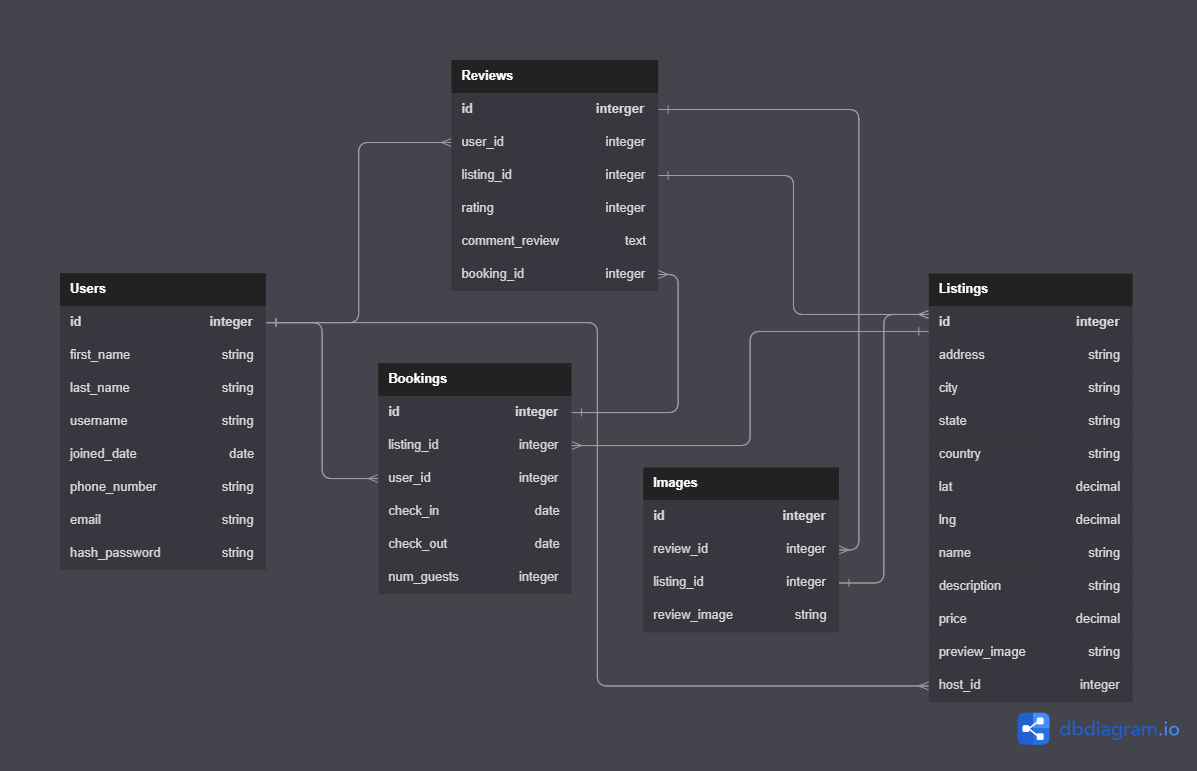 Reviews
id interger
user_id integer
listing_id integer
rating integer
comment_review text
booking_id integer
Users
id integer
first_name string
last_name string
username string
joined_date date
phone_number string
email string
hash_password string
Bookings
id integer
listing_id integer
user_id integer
check_in date
check_out date
num_guests integer
Images
id integer
review_id integer
listing_id integer
review_image string
Listings
id integer
address string
city string
state string
country string
lat decimal
lng decimal
name string
description string
price decimal
preview_image string
host_id integer
dbdiagram.io